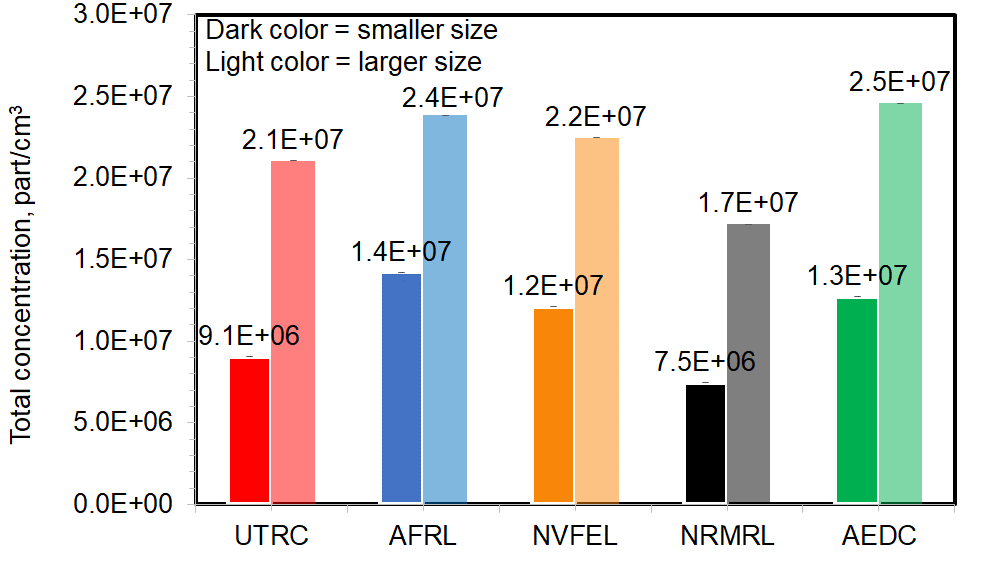 3.0E+07
Dark color = smaller size
Light color = larger size
2.5E+07
2.0E+07
1.5E+07
1.0E+07
5.0E+06
0.0E+00
Total concentration, part/cm³
9.1E+06
2.1E+07
1.4E+07
2.4E+07
1.2E+07
2.2E+07
7.5E+06
1.7E+07
1.3E+07
2.5E+07
UTRC
AFRL
NVFEL
NRMRL
AEDC